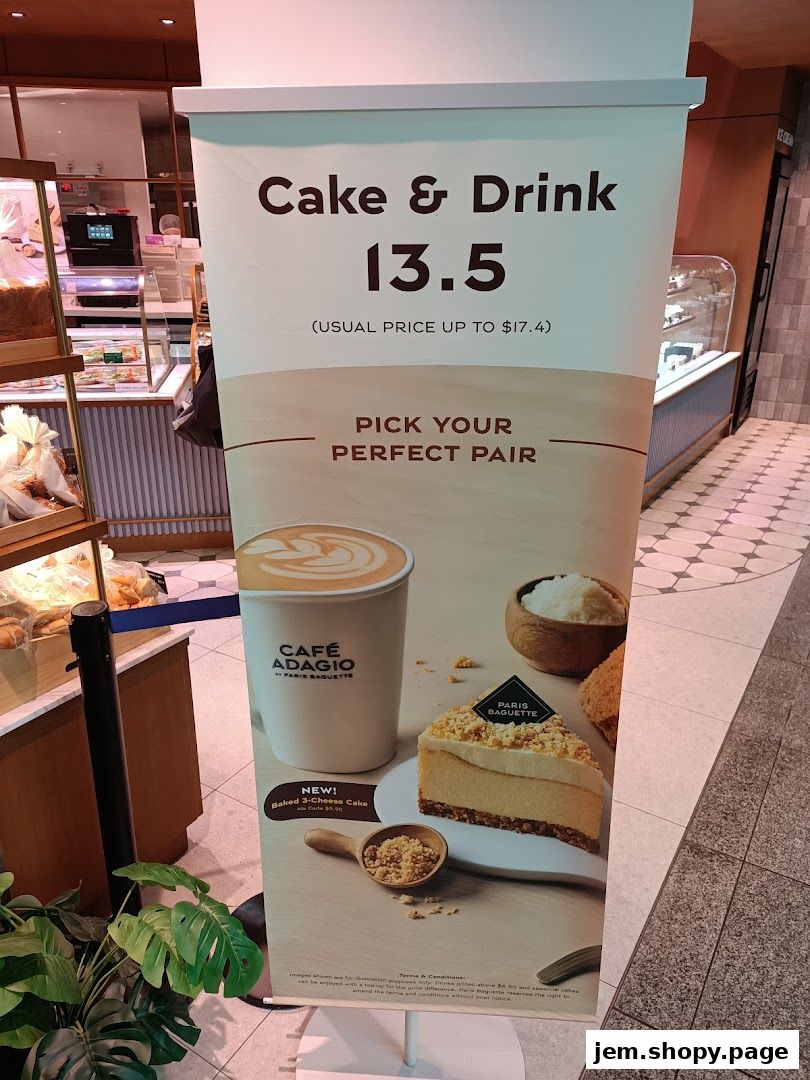 Cake & Drink
13.5
(USUAL PRICE UP TO $17.4)
PICK YOUR
PERFECT PAIR
CAFÉ
ADAGIO
BY PARIS BAGUETTE
PARIS
BAGUETTE
NEW!
Baked 3-Cheese Cake
Ala Carte $9.90
Terms & Conditions:
Images shown are for illustration purposes only. Drinks priced above $6.50 and seasonal cakes
can be enjoyed with a top-up for the price difference. Paris Baguette reserves the right to
amend the terms and conditions without prior notice.
jem.shopy.page